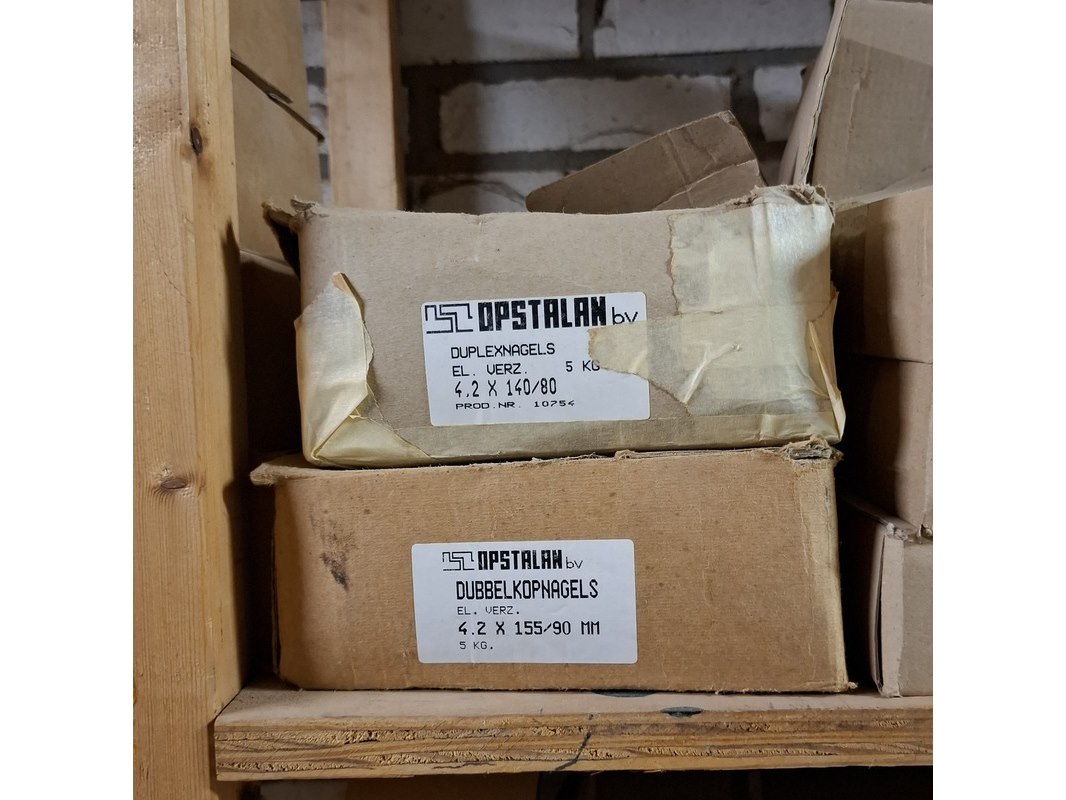 OPSTALAN bv
DUPLEXNAGELS
EL. VERZ. 5 KG
4.2 X 140/80
PROD.NR. 10754
OPSTALAN bv
DUBBELKOPNAGELS
EL. VERZ.
4.2 X 155/90 MM
5 KG.